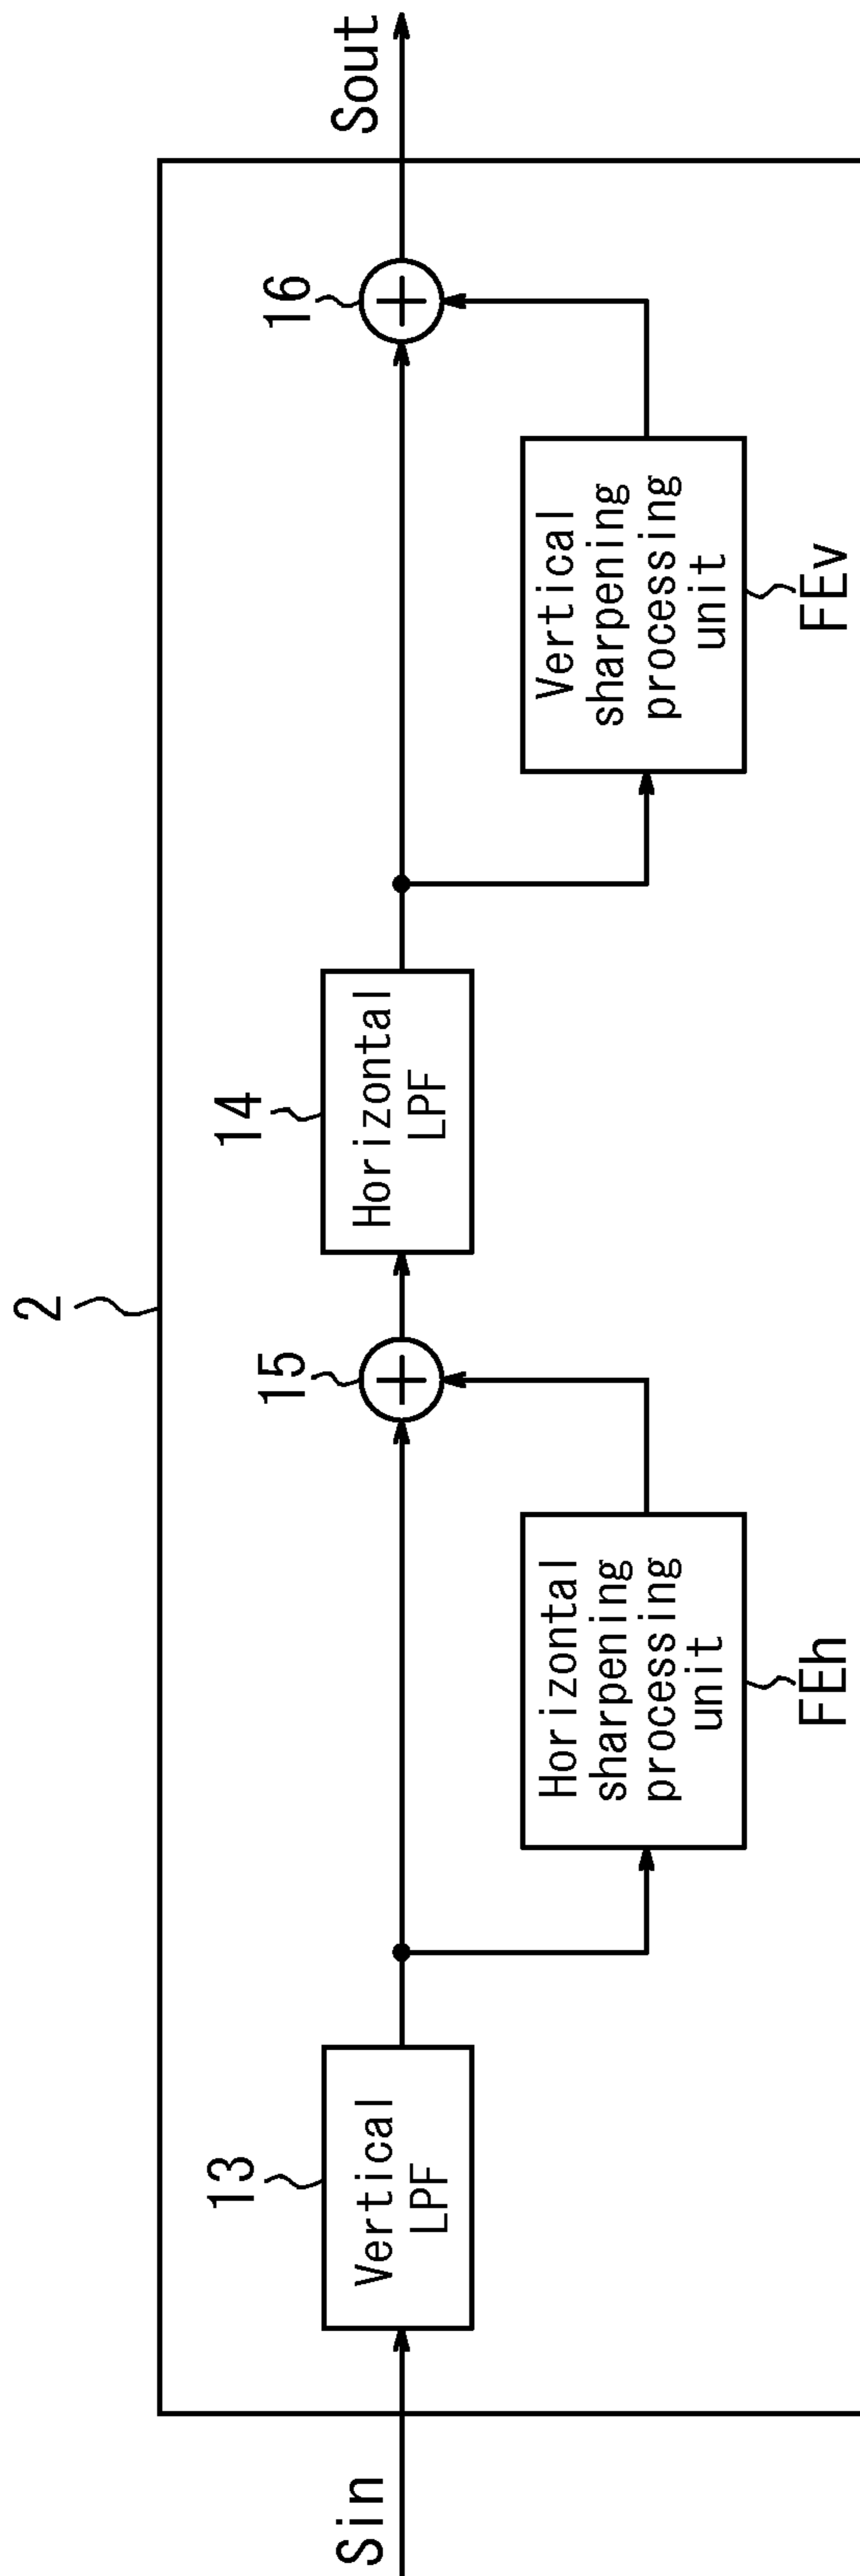 2
Sin
13
Vertical
LPF
15
14
Horizontal
LPF
16
Sout
Horizontal
sharpening
processing
unit
FEh
Vertical
sharpening
processing
unit
FEv